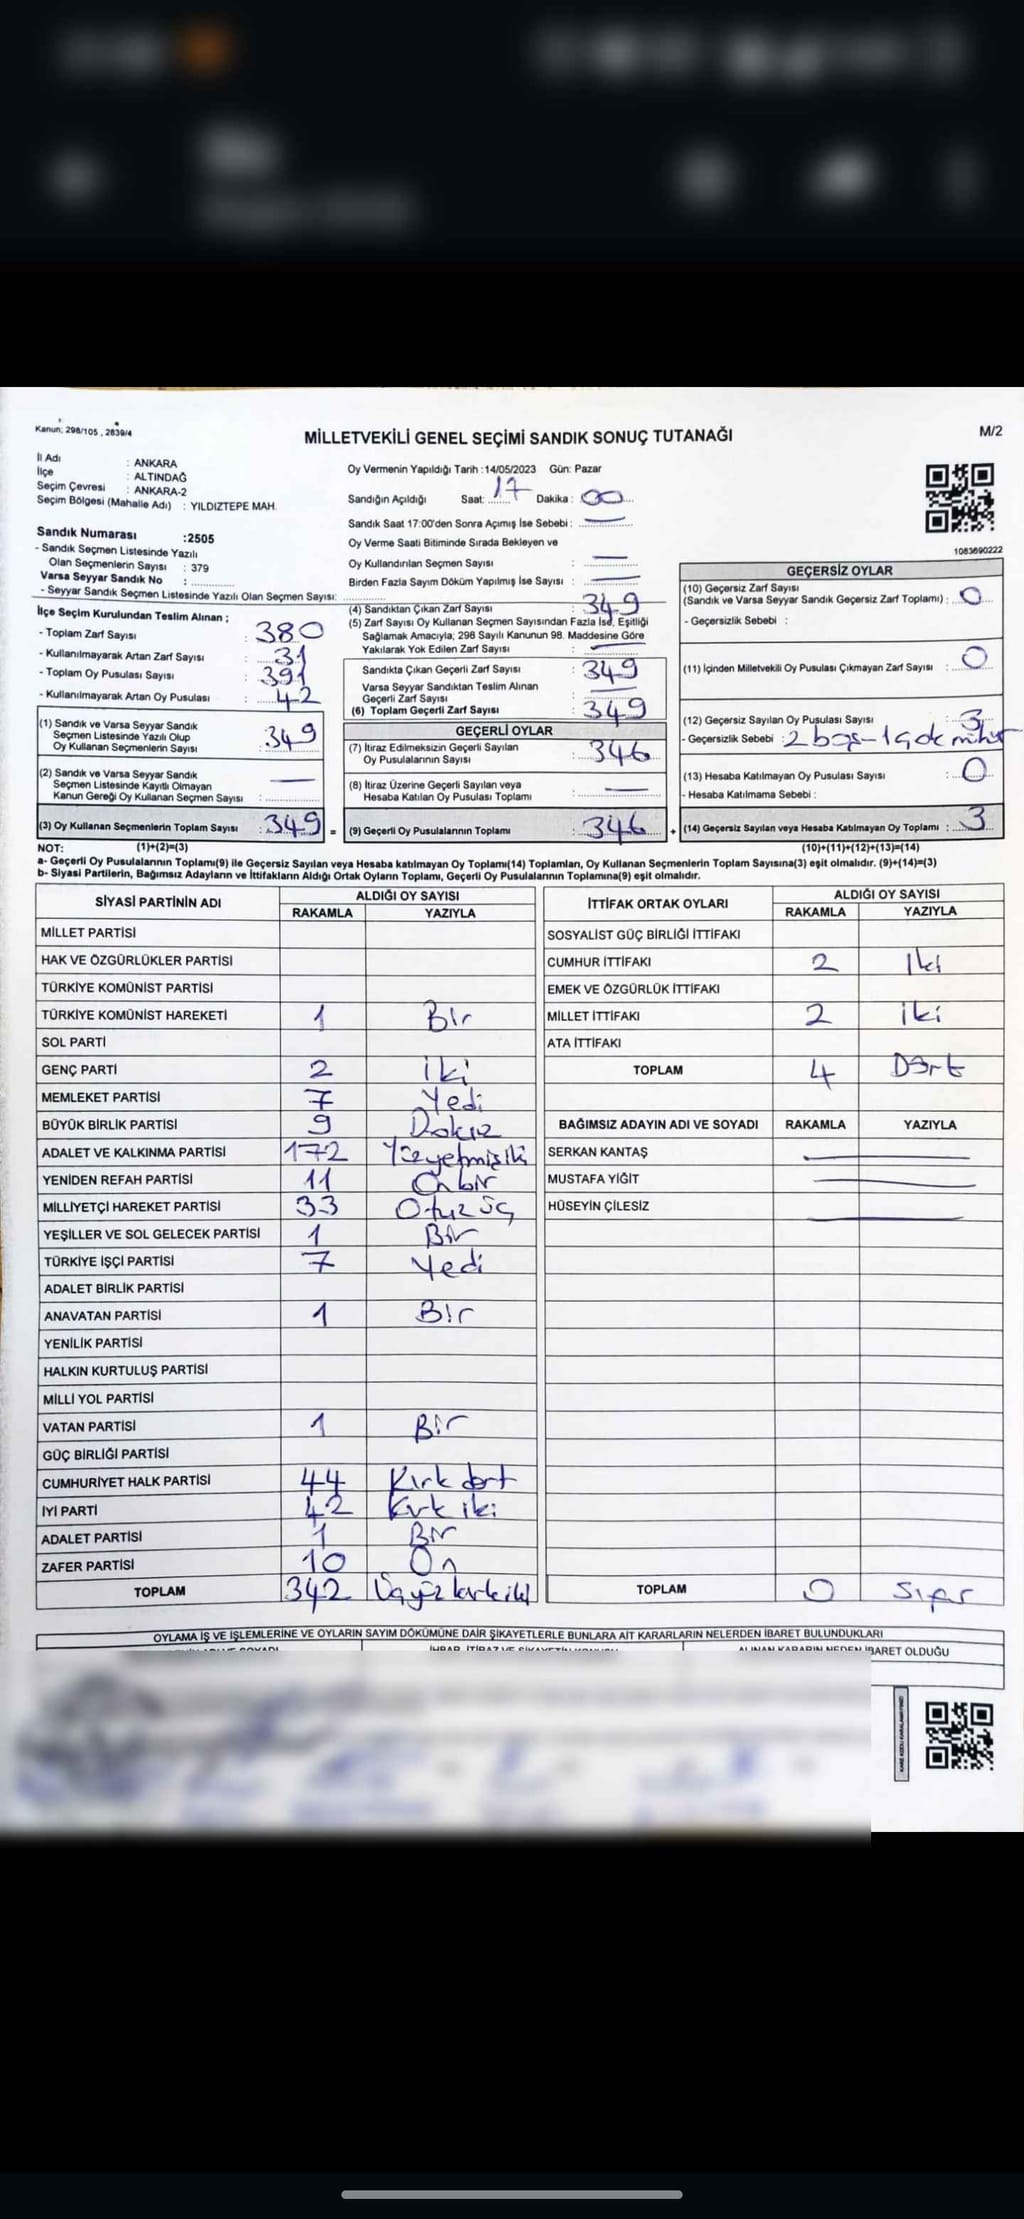 Kanun; 298/105 , 2839/4
MİLLETVEKİLİ GENEL SEÇİMİ SANDIK SONUÇ TUTANAĞI
M/2
İl Adı : ANKARA
İlçe : ALTINDAĞ
Seçim Çevresi : ANKARA-2
Seçim Bölgesi (Mahalle Adı) : YILDIZTEPE MAH.
Sandık Numarası :2505
- Sandık Seçmen Listesinde Yazılı
Olan Seçmenlerin Sayısı : 379
Varsa Seyyar Sandık No : ............
- Seyyar Sandık Seçmen Listesinde Yazılı Olan Seçmen Sayısı: ............
Oy Vermenin Yapıldığı Tarih :14/05/2023 Gün: Pazar
Sandığın Açıldığı Saat: 17 Dakika : 00
Sandık Saat 17:00'den Sonra Açımış İse Sebebi : —
Oy Verme Saati Bitiminde Sırada Bekleyen ve
Oy Kullandırılan Seçmen Sayısı : —
Birden Fazla Sayım Döküm Yapılmış İse Sayısı : —
1083690222
İlçe Seçim Kurulundan Teslim Alınan ;
- Toplam Zarf Sayısı : 380
- Kullanılmayarak Artan Zarf Sayısı : 31
- Toplam Oy Pusulası Sayısı : 391
- Kullanılmayarak Artan Oy Pusulası : 42
(1) Sandık ve Varsa Seyyar Sandık
Seçmen Listesinde Yazılı Olup
Oy Kullanan Seçmenlerin Sayısı : 349
(2) Sandık ve Varsa Seyyar Sandık
Seçmen Listesinde Kayıtlı Olmayan
Kanun Gereği Oy Kullanan Seçmen Sayısı : —
(3) Oy Kullanan Seçmenlerin Toplam Sayısı : 349 =
(4) Sandıktan Çıkan Zarf Sayısı : 349
(5) Zarf Sayısı Oy Kullanan Seçmen Sayısından Fazla İse, Eşitliği
Sağlamak Amacıyla; 298 Sayılı Kanunun 98. Maddesine Göre
Yakılarak Yok Edilen Zarf Sayısı : —
Sandıkta Çıkan Geçerli Zarf Sayısı : 349
Varsa Seyyar Sandıktan Teslim Alınan
Geçerli Zarf Sayısı : —
(6) Toplam Geçerli Zarf Sayısı : 349
GEÇERLİ OYLAR
(7) İtiraz Edilmeksizin Geçerli Sayılan
Oy Pusulalarının Sayısı : 346
(8) İtiraz Üzerine Geçerli Sayılan veya
Hesaba Katılan Oy Pusulası Toplamı : —
(9) Geçerli Oy Pusulalarının Toplamı : 346 +
GEÇERSİZ OYLAR
(10) Geçersiz Zarf Sayısı
(Sandık ve Varsa Seyyar Sandık Geçersiz Zarf Toplamı) : 0
- Geçersizlik Sebebi :
(11) İçinden Milletvekili Oy Pusulası Çıkmayan Zarf Sayısı : 0
(12) Geçersiz Sayılan Oy Pusulası Sayısı : 3
- Geçersizlik Sebebi : 2 boş - 1 çok mühür
(13) Hesaba Katılmayan Oy Pusulası Sayısı : 0
- Hesaba Katılmama Sebebi :
(14) Geçersiz Sayılan veya Hesaba Katılmayan Oy Toplamı : 3
NOT: (1)+(2)=(3) (10)+(11)+(12)+(13)=(14)
a- Geçerli Oy Pusulalarının Toplamı(9) ile Geçersiz Sayılan veya Hesaba katılmayan Oy Toplamı(14) Toplamları, Oy Kullanan Seçmenlerin Toplam Sayısına(3) eşit olmalıdır. (9)+(14)=(3)
b- Siyasi Partilerin, Bağımsız Adayların ve İttifakların Aldığı Ortak Oyların Toplamı, Geçerli Oy Pusulalarının Toplamına(9) eşit olmalıdır.
SİYASİ PARTİNİN ADI ALDIĞI OY SAYISI
RAKAMLA YAZIYLA
MİLLET PARTİSİ
HAK VE ÖZGÜRLÜKLER PARTİSİ
TÜRKİYE KOMÜNİST PARTİSİ
TÜRKİYE KOMÜNİST HAREKETİ 1 Bir
SOL PARTİ
GENÇ PARTİ 2 iki
MEMLEKET PARTİSİ 7 Yedi
BÜYÜK BİRLİK PARTİSİ 9 Dokuz
ADALET VE KALKINMA PARTİSİ 172 Yüzyetmişiki
YENİDEN REFAH PARTİSİ 11 Onbir
MİLLİYETÇİ HAREKET PARTİSİ 33 Otuz üç
YEŞİLLER VE SOL GELECEK PARTİSİ 1 Bir
TÜRKİYE İŞÇİ PARTİSİ 7 Yedi
ADALET BİRLİK PARTİSİ
ANAVATAN PARTİSİ 1 Bir
YENİLİK PARTİSİ
HALKIN KURTULUŞ PARTİSİ
MİLLİ YOL PARTİSİ
VATAN PARTİSİ 1 Bir
GÜÇ BİRLİĞİ PARTİSİ
CUMHURİYET HALK PARTİSİ 44 Kırk dört
İYİ PARTİ 42 Kırk iki
ADALET PARTİSİ 1 Bir
ZAFER PARTİSİ 10 On
TOPLAM 342 Üçyüz kırk iki
İTTİFAK ORTAK OYLARI ALDIĞI OY SAYISI
RAKAMLA YAZIYLA
SOSYALİST GÜÇ BİRLİĞİ İTTİFAKI
CUMHUR İTTİFAKI 2 İki
EMEK VE ÖZGÜRLÜK İTTİFAKI
MİLLET İTTİFAKI 2 iki
ATA İTTİFAKI
TOPLAM 4 Dört
BAĞIMSIZ ADAYIN ADI VE SOYADI RAKAMLA YAZIYLA
SERKAN KANTAŞ
MUSTAFA YİĞİT
HÜSEYİN ÇİLESİZ
TOPLAM 0 Sıfır
OYLAMA İŞ VE İŞLEMLERİNE VE OYLARIN SAYIM DÖKÜMÜNE DAİR ŞİKAYETLERLE BUNLARA AİT KARARLARIN NELERDEN İBARET BULUNDUKLARI
ALINAN KARARIN NEDEN İBARET OLDUĞU